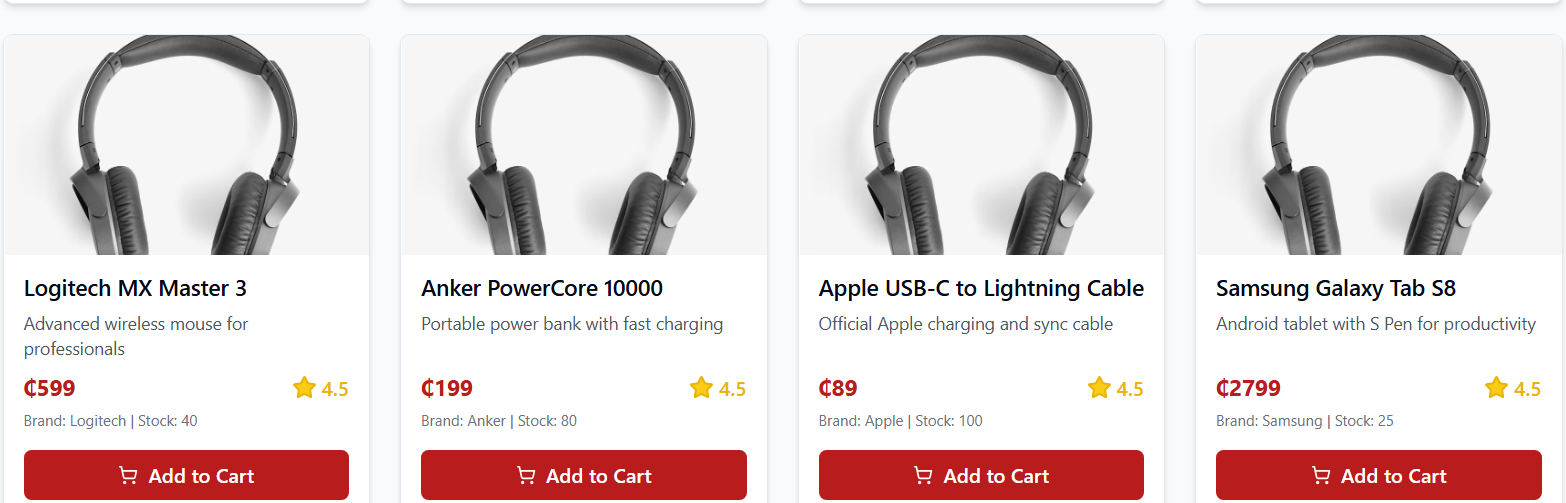 Logitech MX Master 3
Advanced wireless mouse for
professionals
₵599
4.5
Brand: Logitech | Stock: 40
Add to Cart
Anker PowerCore 10000
Portable power bank with fast charging
₵199
4.5
Brand: Anker | Stock: 80
Add to Cart
Apple USB-C to Lightning Cable
Official Apple charging and sync cable
₵89
4.5
Brand: Apple | Stock: 100
Add to Cart
Samsung Galaxy Tab S8
Android tablet with S Pen for productivity
₵2799
4.5
Brand: Samsung | Stock: 25
Add to Cart